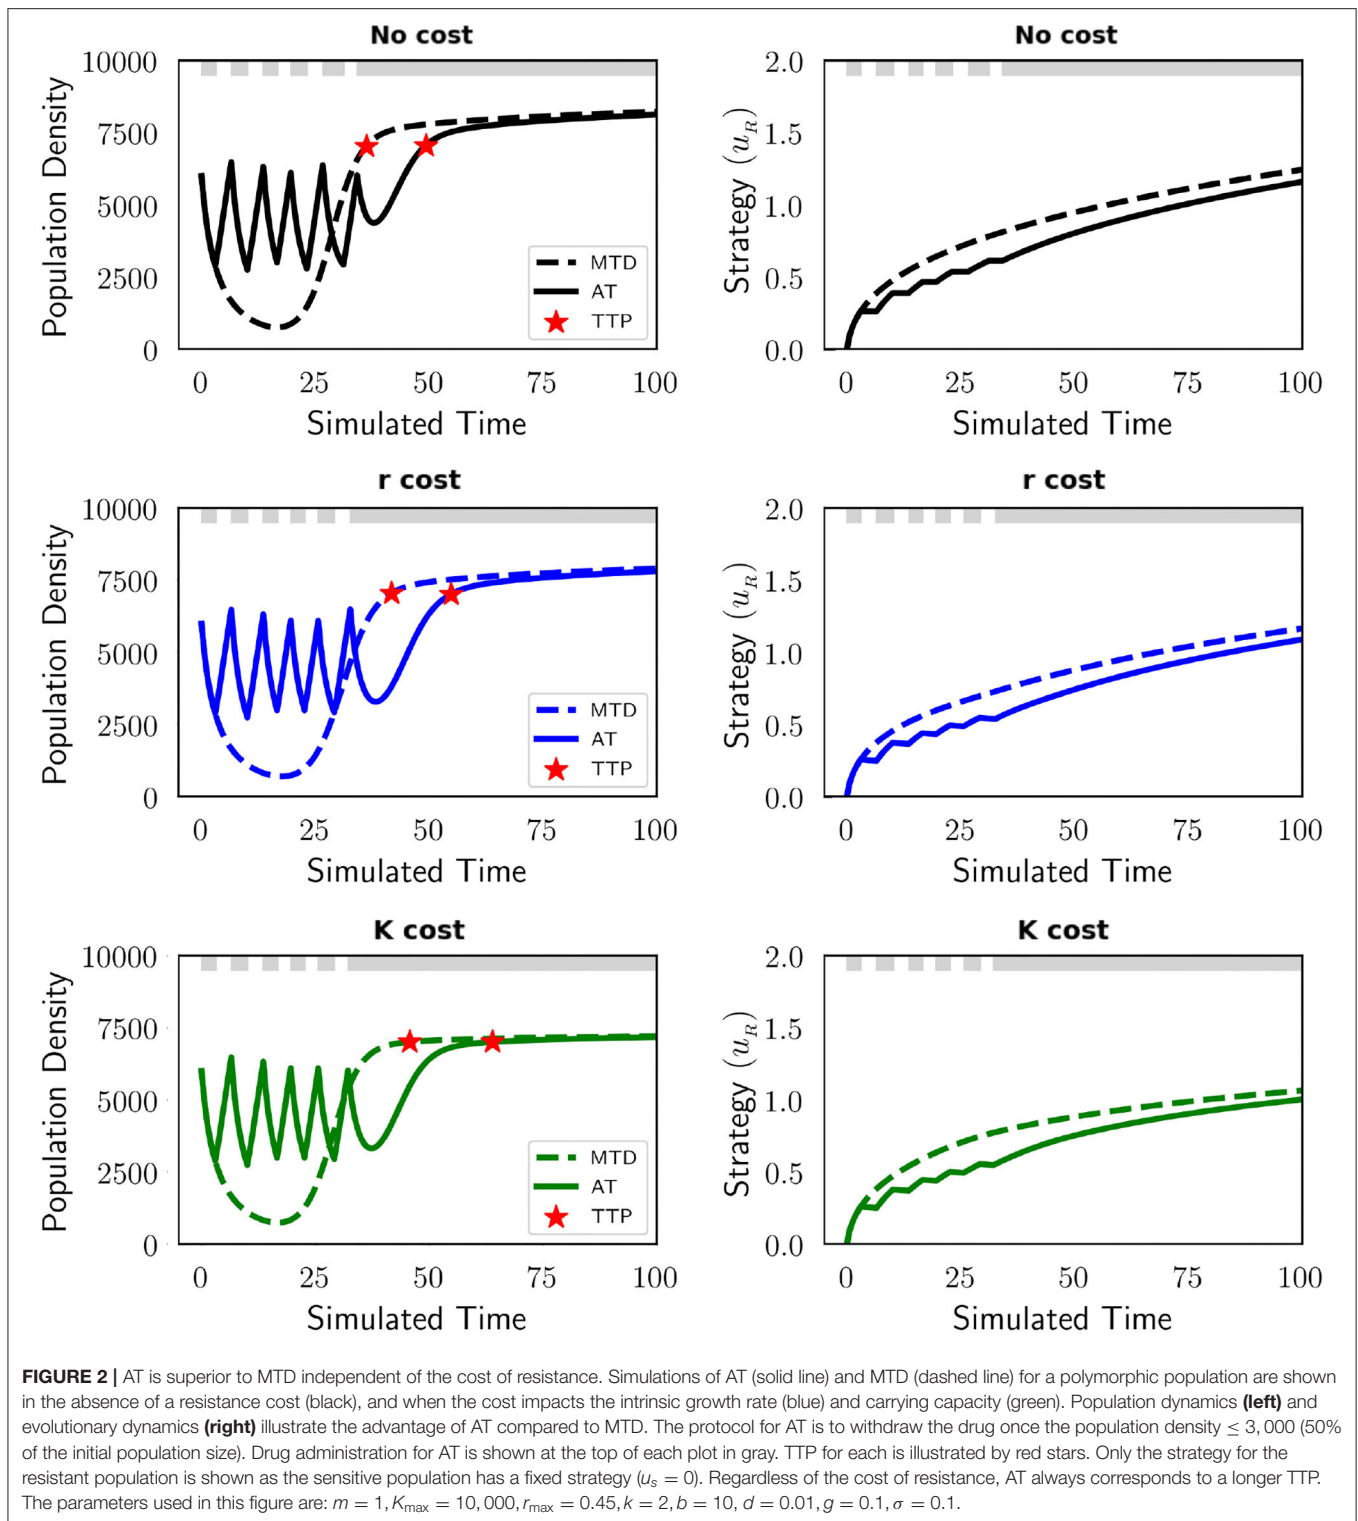 No cost
10000
7500
5000
2500
0
Population Density
MTD
AT
TTP
0 25 50 75 100
Simulated Time
No cost
2.0
1.5
1.0
0.5
0.0
Strategy (u_R)
0 25 50 75 100
Simulated Time
r cost
10000
7500
5000
2500
0
Population Density
MTD
AT
TTP
0 25 50 75 100
Simulated Time
r cost
2.0
1.5
1.0
0.5
0.0
Strategy (u_R)
0 25 50 75 100
Simulated Time
K cost
10000
7500
5000
2500
0
Population Density
MTD
AT
TTP
0 25 50 75 100
Simulated Time
K cost
2.0
1.5
1.0
0.5
0.0
Strategy (u_R)
0 25 50 75 100
Simulated Time
FIGURE 2 | AT is superior to MTD independent of the cost of resistance. Simulations of AT (solid line) and MTD (dashed line) for a polymorphic population are shown
in the absence of a resistance cost (black), and when the cost impacts the intrinsic growth rate (blue) and carrying capacity (green). Population dynamics (left) and
evolutionary dynamics (right) illustrate the advantage of AT compared to MTD. The protocol for AT is to withdraw the drug once the population density ≤ 3, 000 (50%
of the initial population size). Drug administration for AT is shown at the top of each plot in gray. TTP for each is illustrated by red stars. Only the strategy for the
resistant population is shown as the sensitive population has a fixed strategy (u_s = 0). Regardless of the cost of resistance, AT always corresponds to a longer TTP.
The parameters used in this figure are: m = 1, K_max = 10, 000, r_max = 0.45, k = 2, b = 10, d = 0.01, g = 0.1, σ = 0.1.